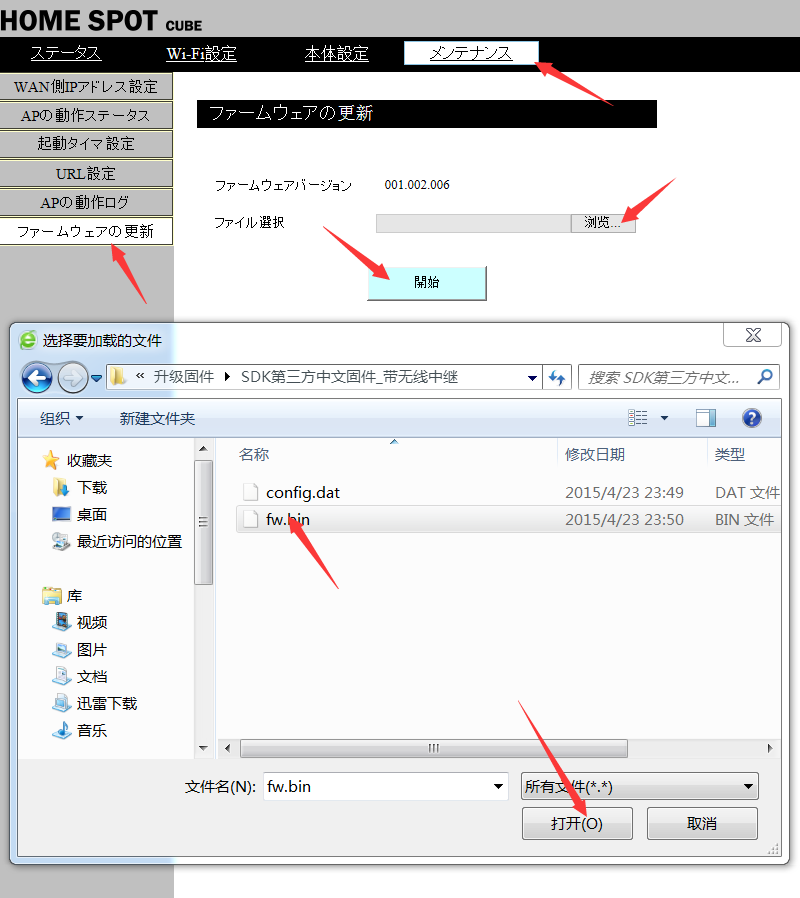 HOME SPOT CUBE
ステータス Wi-Fi設定 本体設定 メンテナンス
WAN側IPアドレス設定
APの動作ステータス
起動タイマ設定
URL設定
APの動作ログ
ファームウェアの更新
ファームウェアの更新
ファームウェアバージョン 001.002.006
ファイル選択 浏览...
開始
选择要加载的文件
« 升级固件 SDK第三方中文固件_带无线中继 搜索 SDK第三方中文...
组织 新建文件夹
收藏夹
下载
桌面
最近访问的位置
库
视频
图片
文档
迅雷下载
音乐
名称 修改日期 类型
config.dat 2015/4/23 23:49 DAT 文件
fw.bin 2015/4/23 23:50 BIN 文件
文件名(N): fw.bin 所有文件(*.*)
打开(O) 取消